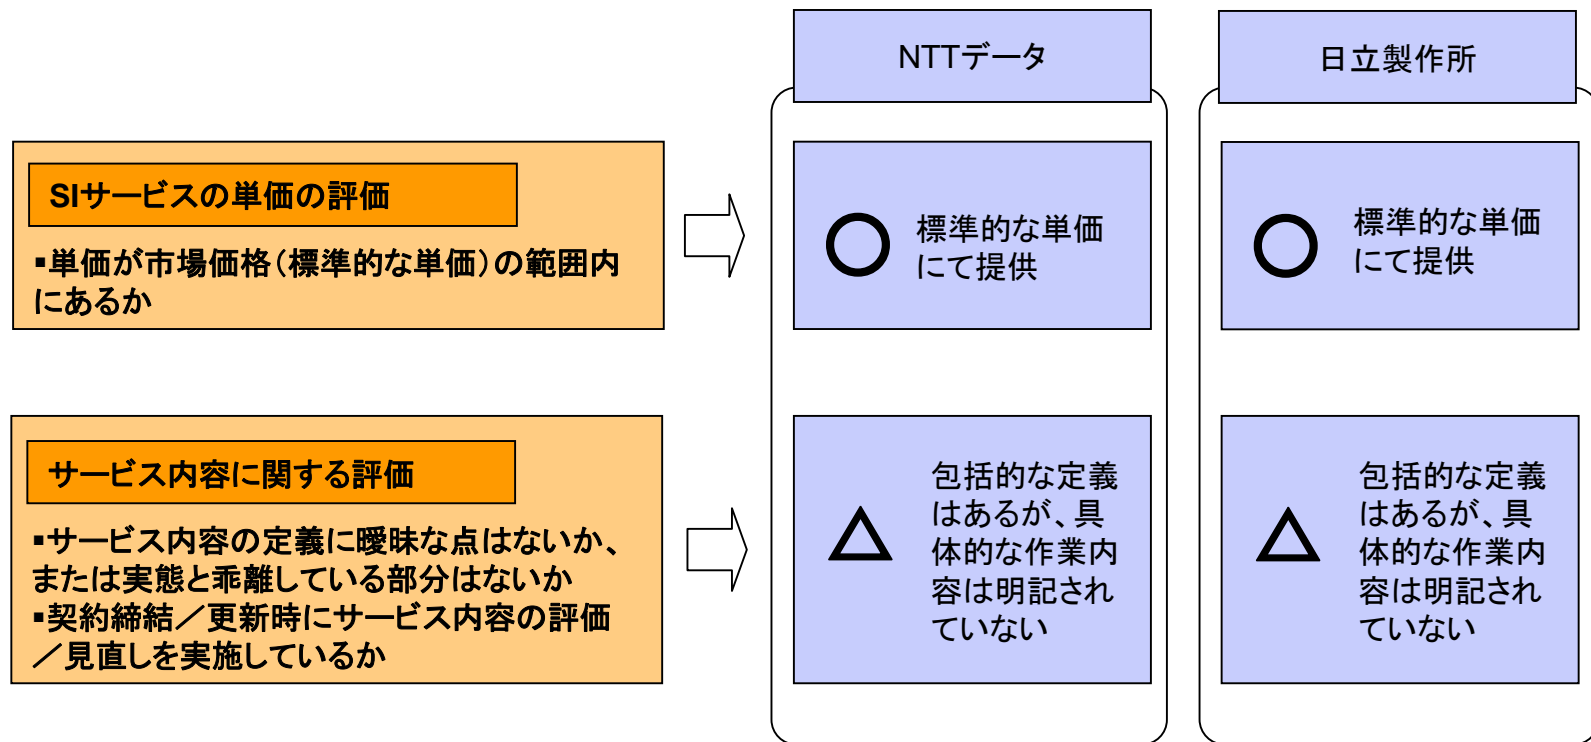 NTTデータ
日立製作所
SIサービスの単価の評価
▪単価が市場価格（標準的な単価）の範囲内
にあるか
標準的な単価
にて提供
標準的な単価
にて提供
サービス内容に関する評価
▪サービス内容の定義に曖昧な点はないか、
または実態と乖離している部分はないか
▪契約締結／更新時にサービス内容の評価
／見直しを実施しているか
包括的な定義
はあるが、具
体的な作業内
容は明記され
ていない
包括的な定義
はあるが、具
体的な作業内
容は明記され
ていない